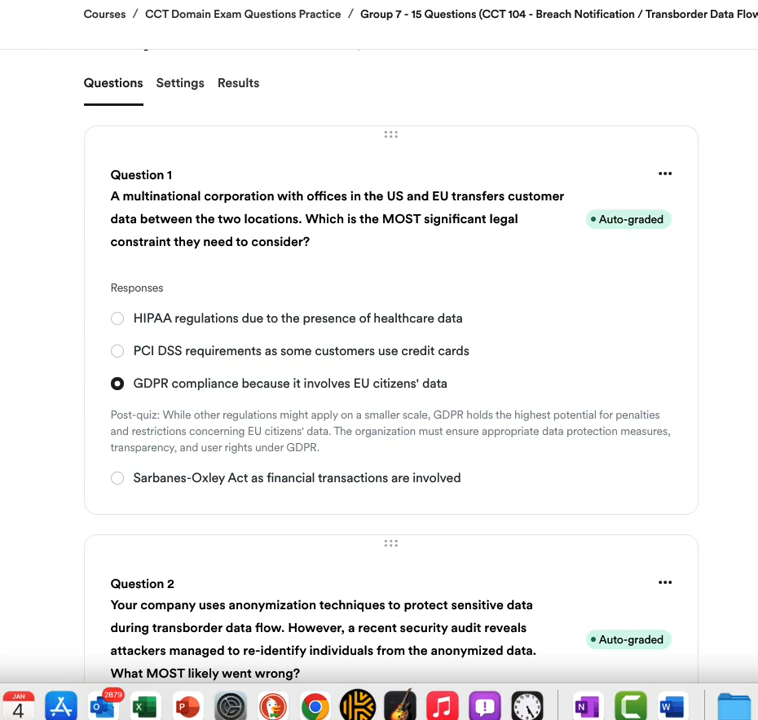 Courses / CCT Domain Exam Questions Practice / Group 7 - 15 Questions (CCT 104 - Breach Notification / Transborder Data Flow
Questions Settings Results
Question 1
A multinational corporation with offices in the US and EU transfers customer
data between the two locations. Which is the MOST significant legal
constraint they need to consider?
Auto-graded
Responses
HIPAA regulations due to the presence of healthcare data
PCI DSS requirements as some customers use credit cards
GDPR compliance because it involves EU citizens' data
Post-quiz: While other regulations might apply on a smaller scale, GDPR holds the highest potential for penalties
and restrictions concerning EU citizens' data. The organization must ensure appropriate data protection measures,
transparency, and user rights under GDPR.
Sarbanes-Oxley Act as financial transactions are involved
Question 2
Your company uses anonymization techniques to protect sensitive data
during transborder data flow. However, a recent security audit reveals
attackers managed to re-identify individuals from the anonymized data.
What MOST likely went wrong?
Auto-graded
JAN
4
2879
O
X
P
N
C
W